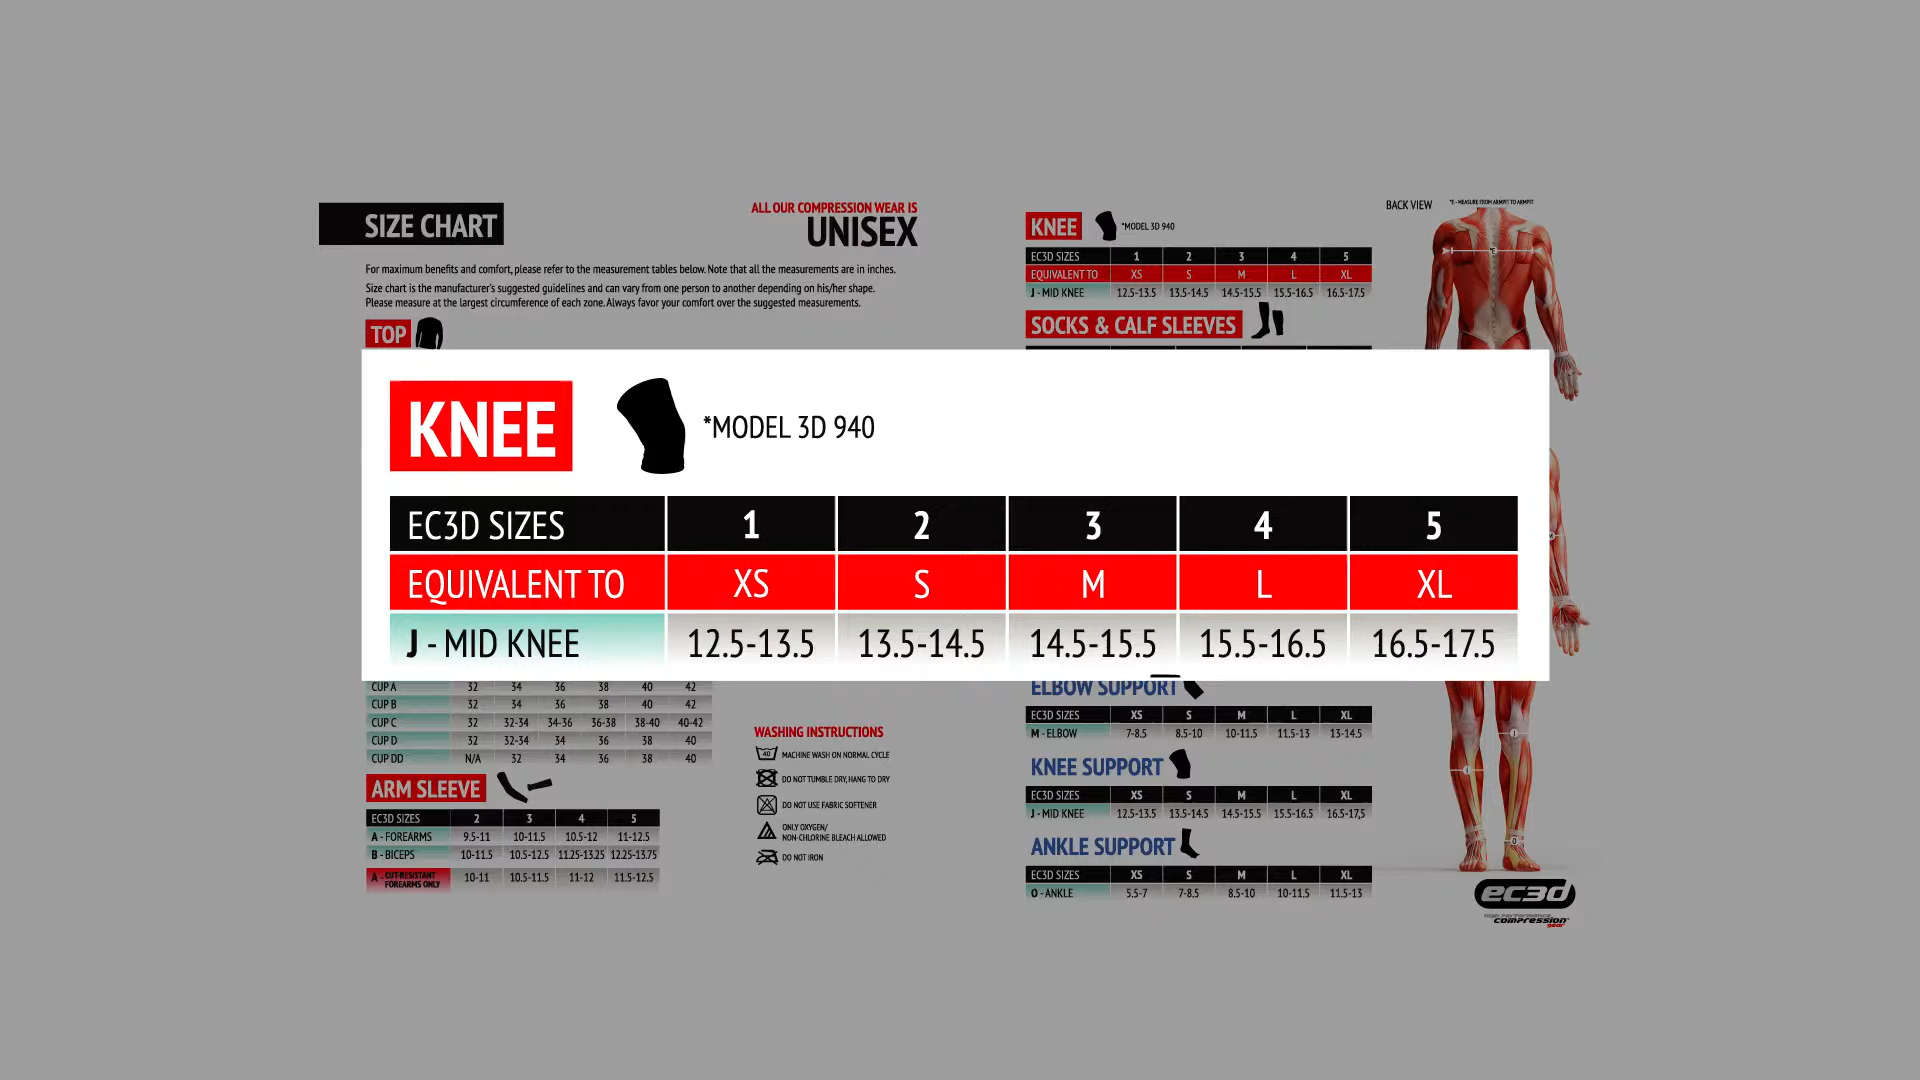 SIZE CHART
ALL OUR COMPRESSION WEAR IS
UNISEX
For maximum benefits and comfort, please refer to the measurement tables below. Note that all the measurements are in inches.
Size chart is the manufacturer's suggested guidelines and can vary from one person to another depending on his/her shape.
Please measure at the largest circumference of each zone. Always favor your comfort over the suggested measurements.
TOP
KNEE *MODEL 3D 940
EC3D SIZES 1 2 3 4 5
EQUIVALENT TO XS S M L XL
J - MID KNEE 12.5-13.5 13.5-14.5 14.5-15.5 15.5-16.5 16.5-17.5
SOCKS & CALF SLEEVES
BACK VIEW *E - MEASURE FROM ARMPIT TO ARMPIT
*E
KNEE *MODEL 3D 940
EC3D SIZES 1 2 3 4 5
EQUIVALENT TO XS S M L XL
J - MID KNEE 12.5-13.5 13.5-14.5 14.5-15.5 15.5-16.5 16.5-17.5
CUP A 32 34 36 38 40 42
CUP B 32 34 36 38 40 42
CUP C 32 32-34 34-36 36-38 38-40 40-42
CUP D 32 32-34 34 36 38 40
CUP DD N/A 32 34 36 38 40
ARM SLEEVE
EC3D SIZES 2 3 4 5
A - FOREARMS 9.5-11 10-11.5 10.5-12 11-12.5
B - BICEPS 10-11.5 10.5-12.5 11.25-13.25 12.25-13.75
A - CUT-RESISTANT FOREARMS ONLY 10-11 10.5-11.5 11-12 11.5-12.5
WASHING INSTRUCTIONS
40 MACHINE WASH ON NORMAL CYCLE
DO NOT TUMBLE DRY, HANG TO DRY
DO NOT USE FABRIC SOFTENER
ONLY OXYGEN/
NON-CHLORINE BLEACH ALLOWED
DO NOT IRON
ELBOW SUPPORT
EC3D SIZES XS S M L XL
M - ELBOW 7-8.5 8.5-10 10-11.5 11.5-13 13-14.5
KNEE SUPPORT
EC3D SIZES XS S M L XL
J - MID KNEE 12.5-13.5 13.5-14.5 14.5-15.5 15.5-16.5 16.5-17,5
ANKLE SUPPORT
EC3D SIZES XS S M L XL
O - ANKLE 5.5-7 7-8.5 8.5-10 10-11.5 11.5-13
J
I
O
ec3d
HIGH PERFORMANCE
compression
gear